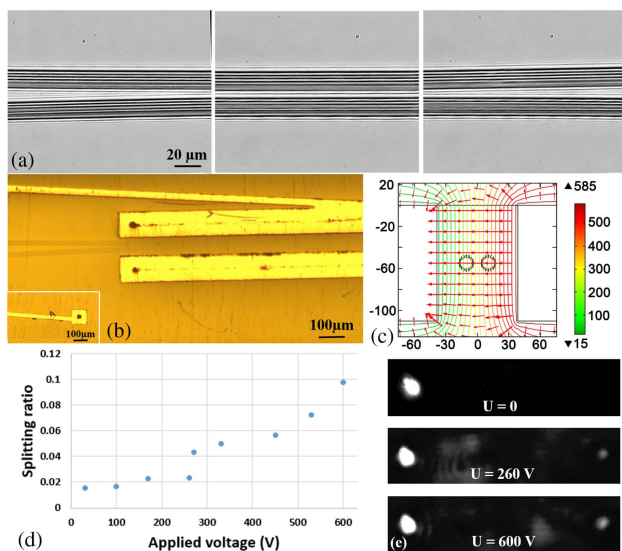 (a)
20 µm
(b)
100µm
100µm
20
-20
-60
-100
-60
-30
0
30
60
▲ 585
500
400
300
200
100
▼ 15
(c)
Splitting ratio
0.12
0.1
0.08
0.06
0.04
0.02
0
0
100
200
300
400
500
600
Applied voltage (V)
(d)
U = 0
U = 260 V
U = 600 V
(e)